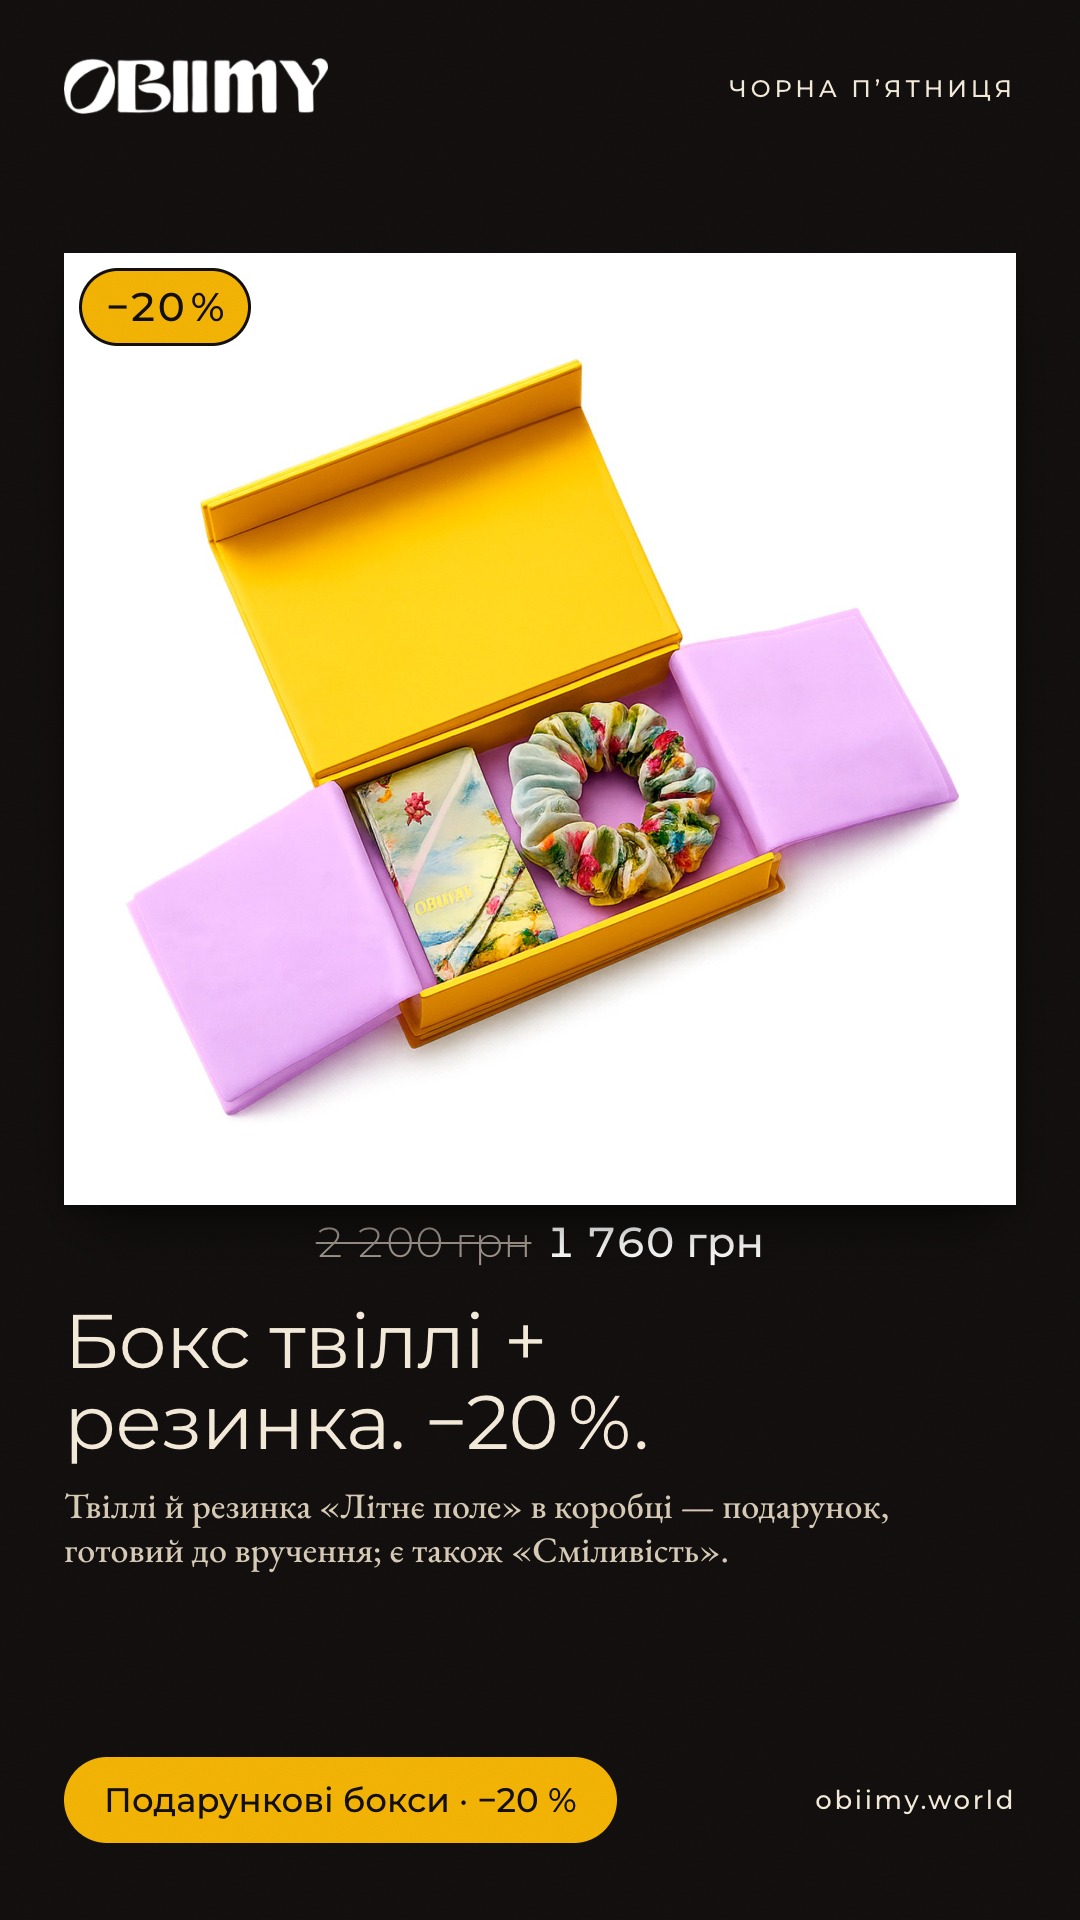 OBIIMY
ЧОРНА П’ЯТНИЦЯ
−20 %
OBIIMY
2 200 грн 1 760 грн
Бокс твіллі +
резинка. −20 %.
Твіллі й резинка «Літнє поле» в коробці — подарунок,
готовий до вручення; є також «Сміливість».
Подарункові бокси · −20 %
obiimy.world